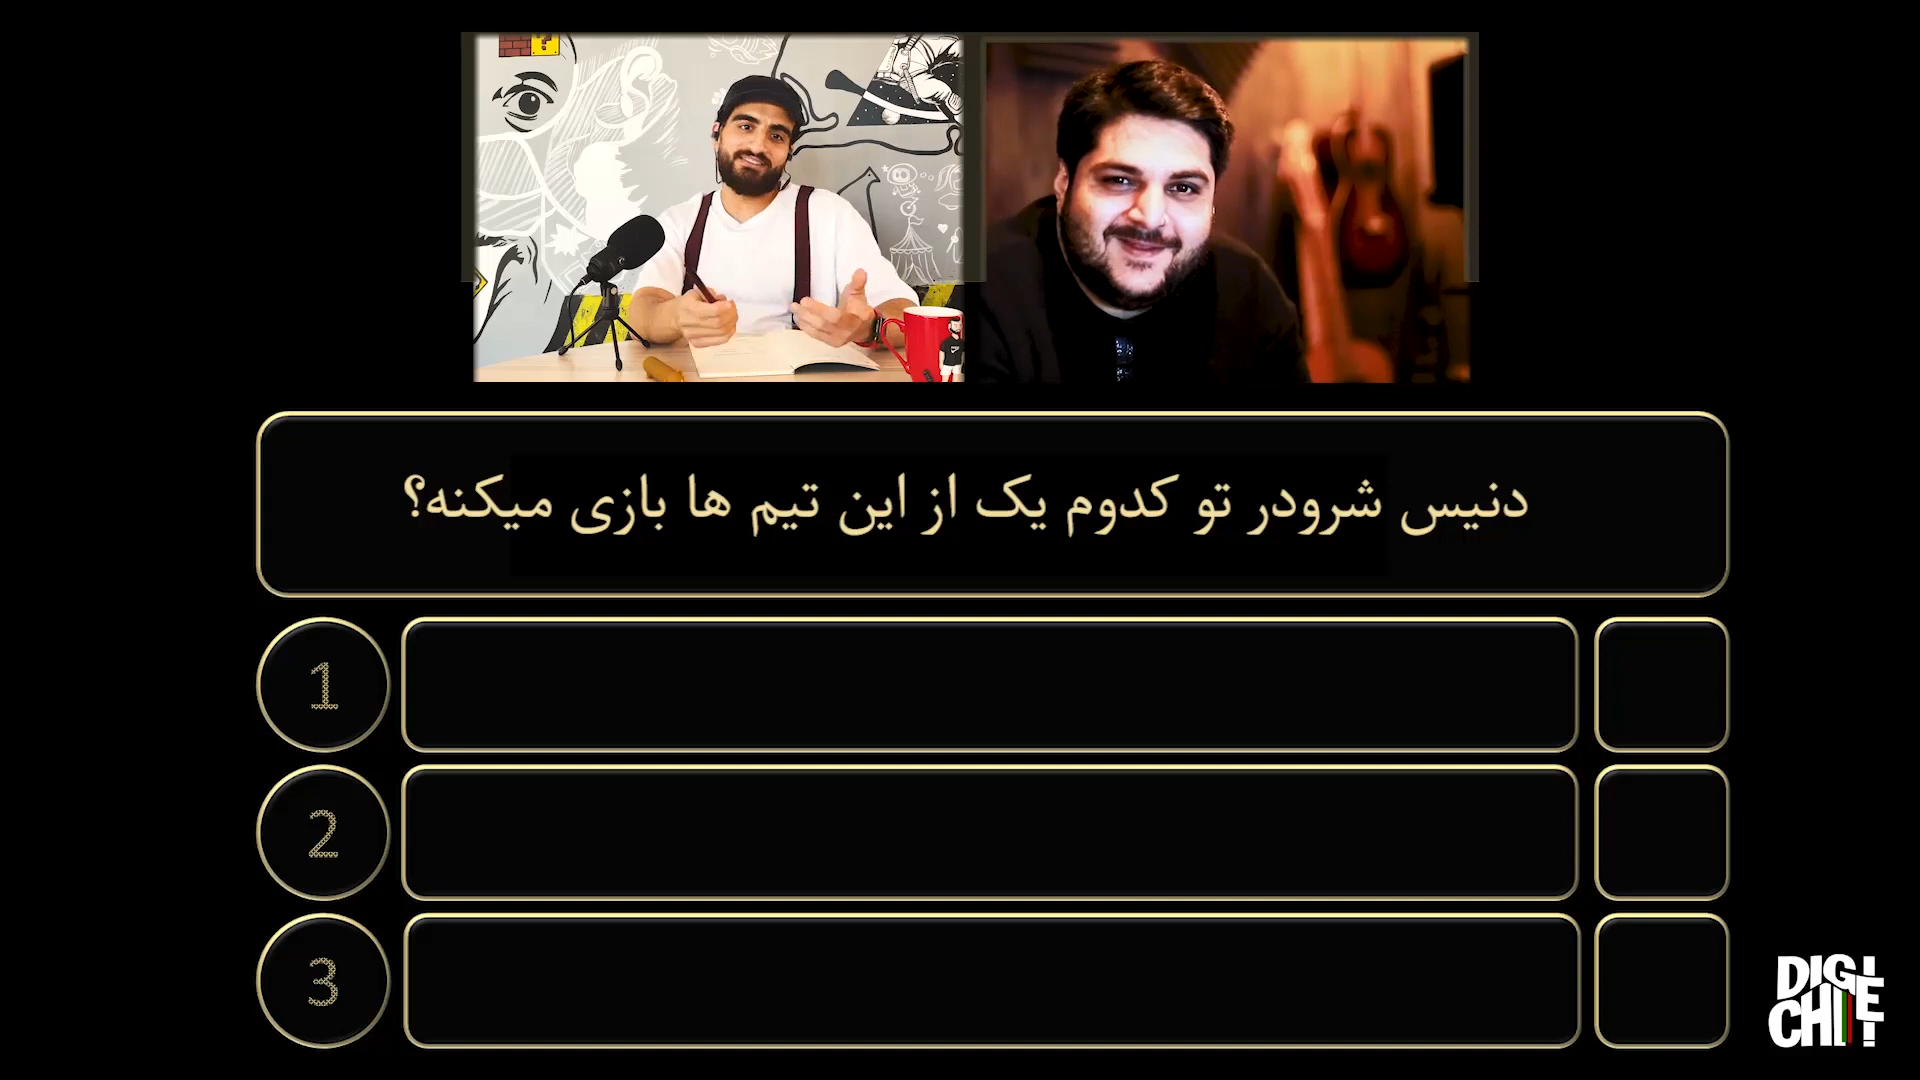 دنیس شرودر تو کدوم یک از این تیم ها بازی میکنه؟
1
2
3
DIGI
CHI E!